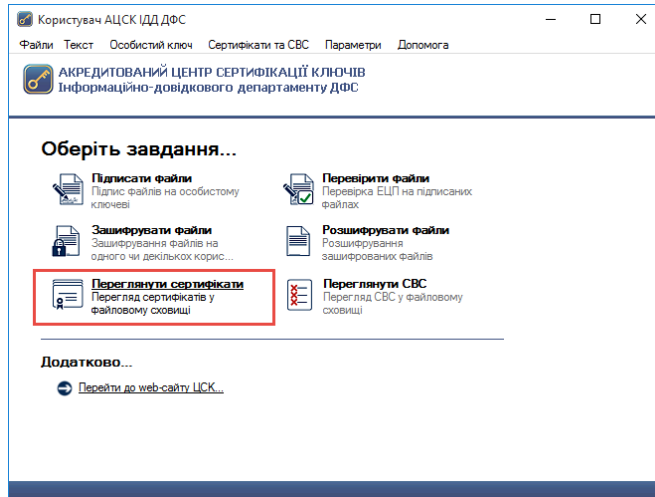 Користувач АЦСК ІДД ДФС
Файли Текст Особистий ключ Сертифікати та СВС Параметри Допомога
АКРЕДИТОВАНИЙ ЦЕНТР СЕРТИФІКАЦІЇ КЛЮЧІВ
Інформаційно-довідкового департаменту ДФС
Оберіть завдання...
Підписати файли
Підпис файлів на особистому
ключеві
Перевірити файли
Перевірка ЕЦП на підписаних
файлах
Зашифрувати файли
Зашифрування файлів на
одного чи декількох корис...
Розшифрувати файли
Розшифрування
зашифрованих файлів
Переглянути сертифікати
Перегляд сертифікатів у
файловому сховищі
Переглянути СВС
Перегляд СВС у файловому
сховищі
Додатково...
Перейти до web-сайту ЦСК...